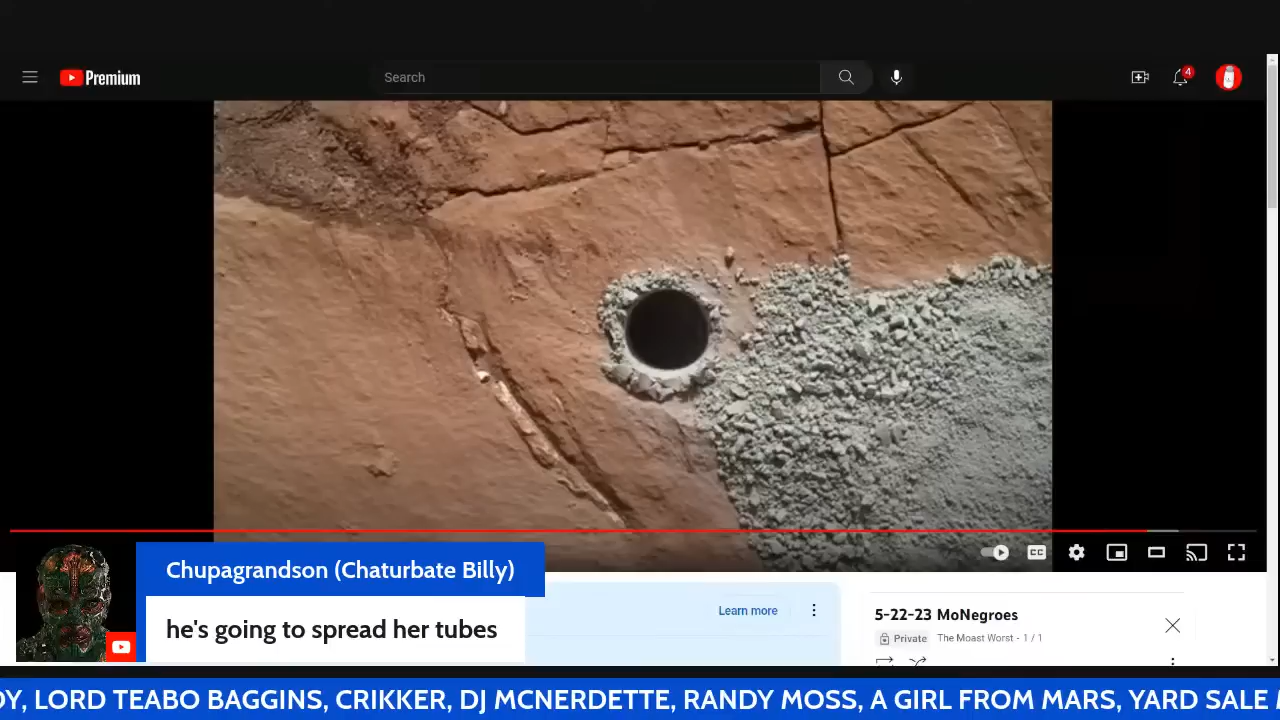 Premium
Search
4
CC
Chupagrandson (Chaturbate Billy)
he's going to spread her tubes
Learn more
5-22-23 MoNegroes
Private
The Moast Worst - 1 / 1
DY, LORD TEABO BAGGINS, CRIKKER, DJ MCNERDETTE, RANDY MOSS, A GIRL FROM MARS, YARD SALE